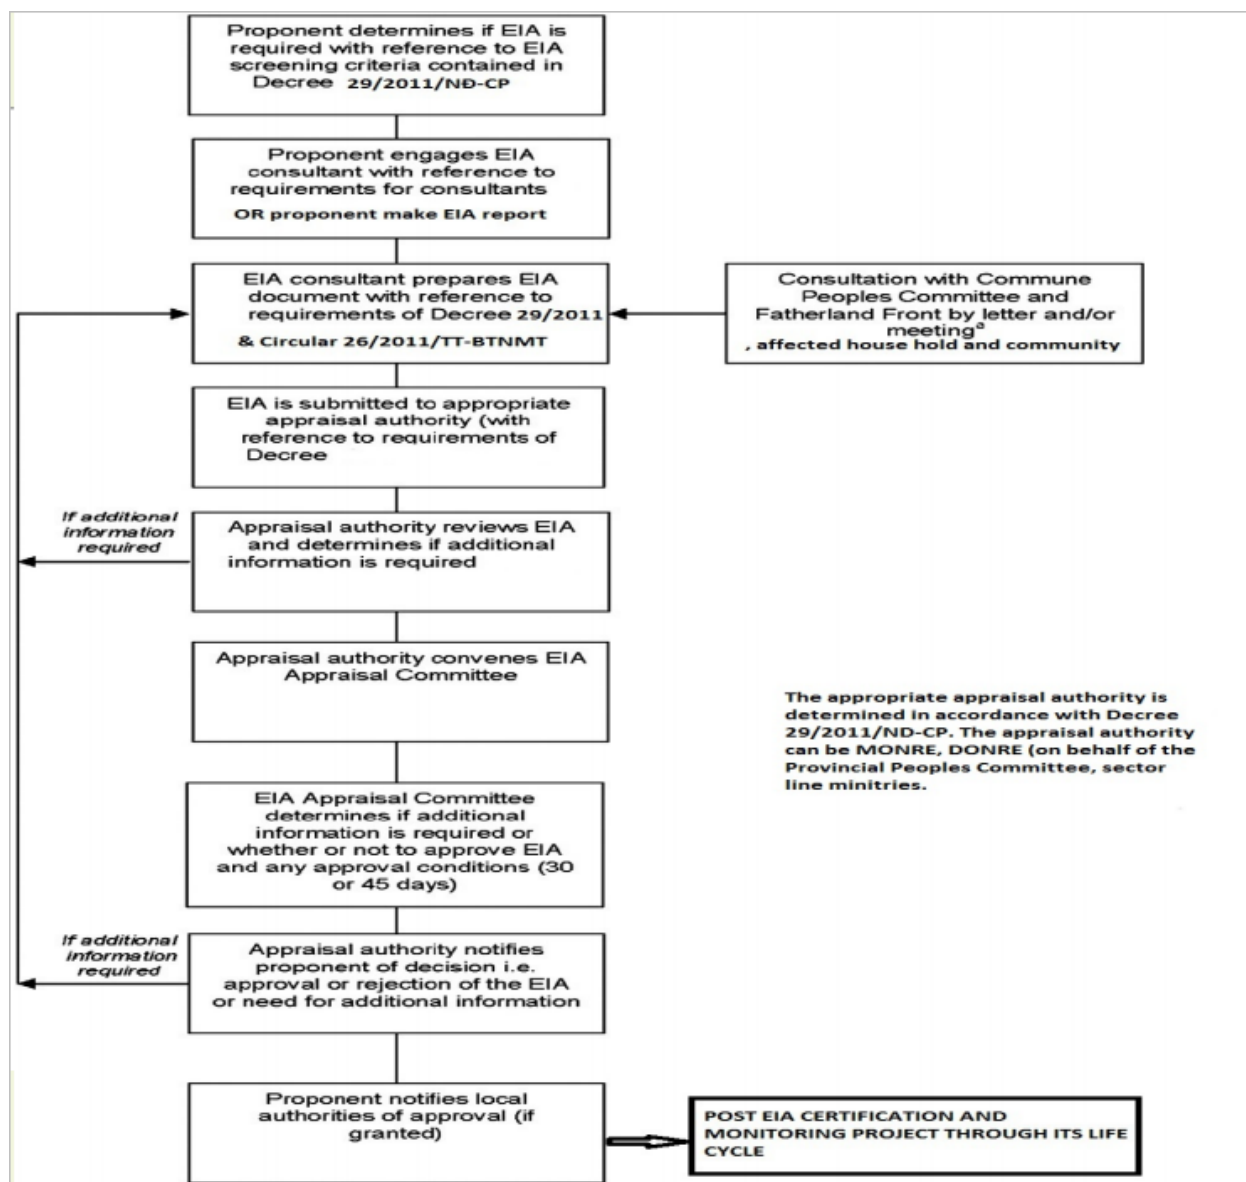 Proponent determines if EIA is
required with reference to EIA
screening criteria contained in
Decree 29/2011/NĐ-CP
Proponent engages EIA
consultant with reference to
requirements for consultants
OR proponent make EIA report
EIA consultant prepares EIA
document with reference to
requirements of Decree 29/2011
& Circular 26/2011/TT-BTNMT
Consultation with Commune
Peoples Committee and
Fatherland Front by letter and/or
meetingª
, affected house hold and community
EIA is submitted to appropriate
appraisal authority (with
reference to requirements of
Decree
If additional
information
required
Appraisal authority reviews EIA
and determines if additional
information is required
Appraisal authority convenes EIA
Appraisal Committee
The appropriate appraisal authority is
determined in accordance with Decree
29/2011/ND-CP. The appraisal authority
can be MONRE, DONRE (on behalf of the
Provincial Peoples Committee, sector
line minitries.
EIA Appraisal Committee
determines if additional
information is required or
whether or not to approve EIA
and any approval conditions (30
or 45 days)
If additional
information
required
Appraisal authority notifies
proponent of decision i.e.
approval or rejection of the EIA
or need for additional information
Proponent notifies local
authorities of approval (if
granted)
POST EIA CERTIFICATION AND
MONITORING PROJECT THROUGH ITS LIFE
CYCLE